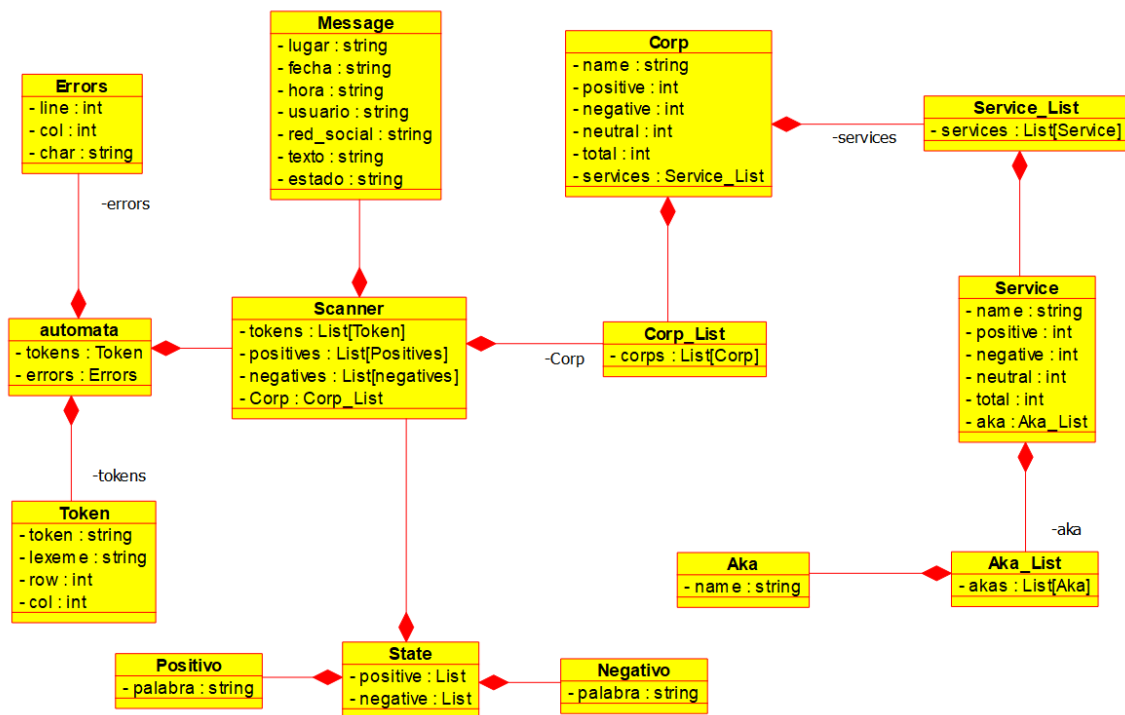 Message
- lugar : string
- fecha : string
- hora : string
- usuario : string
- red_social : string
- texto : string
- estado : string
Corp
- name : string
- positive : int
- negative : int
- neutral : int
- total : int
- services : Service_List
Errors
- line : int
- col : int
- char : string
Service_List
- services : List[Service]
-services
-errors
Service
- name : string
- positive : int
- negative : int
- neutral : int
- total : int
- aka : Aka_List
Scanner
- tokens : List[Token]
- positives : List[Positives]
- negatives : List[negatives]
- Corp : Corp_List
automata
- tokens : Token
- errors : Errors
Corp_List
- corps : List[Corp]
-Corp
-tokens
Token
- token : string
- lexeme : string
- row : int
- col : int
-aka
Aka
- name : string
Aka_List
- akas : List[Aka]
State
- positive : List
- negative : List
Positivo
- palabra : string
Negativo
- palabra : string